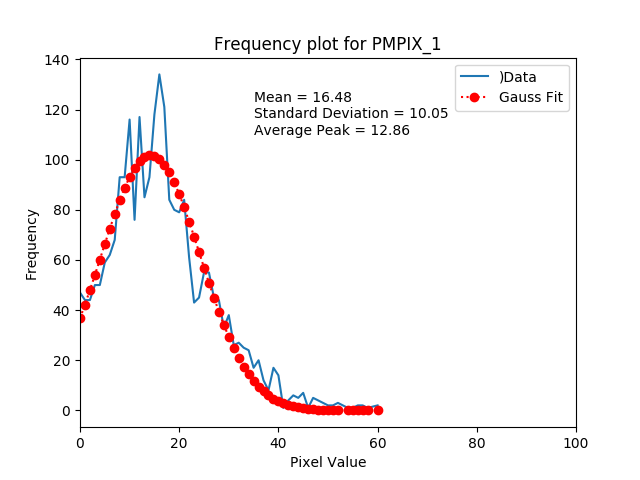 Frequency plot for PMPIX_1
)Data
Gauss Fit
Mean = 16.48
Standard Deviation = 10.05
Average Peak = 12.86
Frequency
140
120
100
80
60
40
20
0
0 20 40 60 80 100
Pixel Value